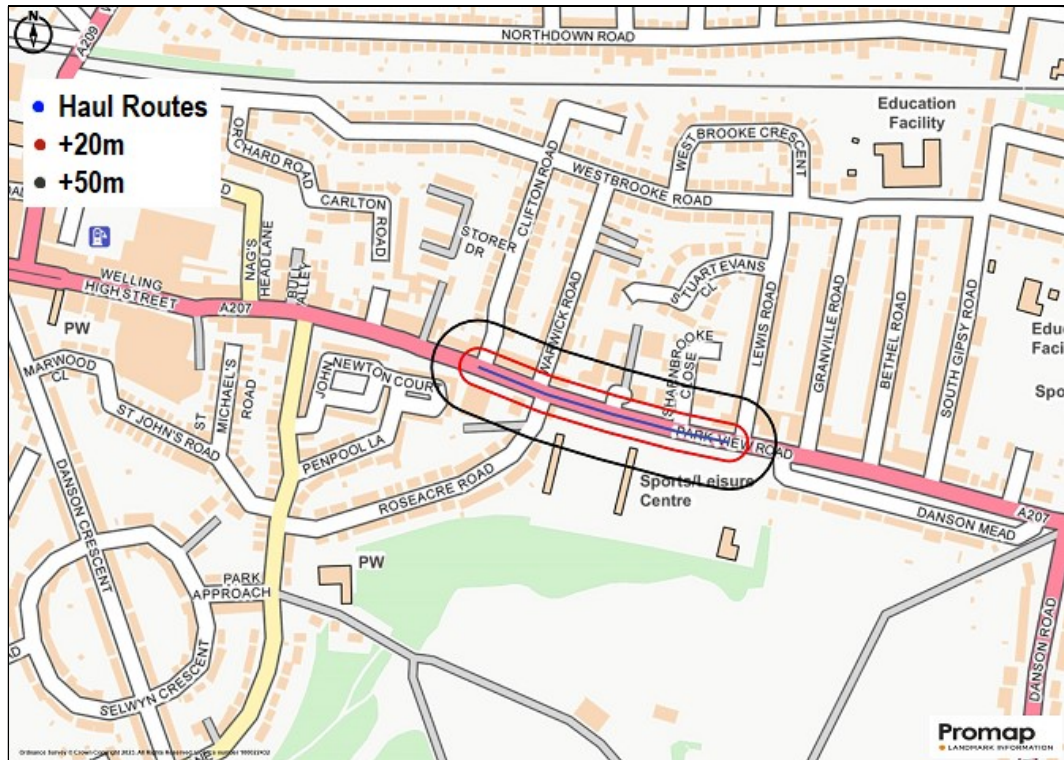 N
A209
NORTHDOWN ROAD
Haul Routes
+20m
+50m
Education
Facility
ORCHARD ROAD
CARLTON
ROAD
STORER
DR
CLIFTON ROAD
WEST BROOKE CRESCENT
WESTBROOKE ROAD
NAG'S
HEAD LANE
BULL
ALLEY
WELLING
HIGH STREET
A207
PW
WARWICK ROAD
STUART EVANS
CL
SHARNBROOKE
CLOSE
LEWIS ROAD
GRANVILLE ROAD
BETHEL ROAD
SOUTH GIPSY ROAD
Edu
Faci
Spo
MARWOOD
CL
ST
MICHAEL'S
ROAD
ST JOHN'S ROAD
JOHN
NEWTON COURT
PENPOOL LA
ROSEACRE ROAD
PARK VIEW ROAD
Sports/Leisure
Centre
A207
DANSON MEAD
DANSON CRESCENT
PARK
APPROACH
PW
SELWYN CRESCENT
DANSON ROAD
Promap
LANDMARK INFORMATION